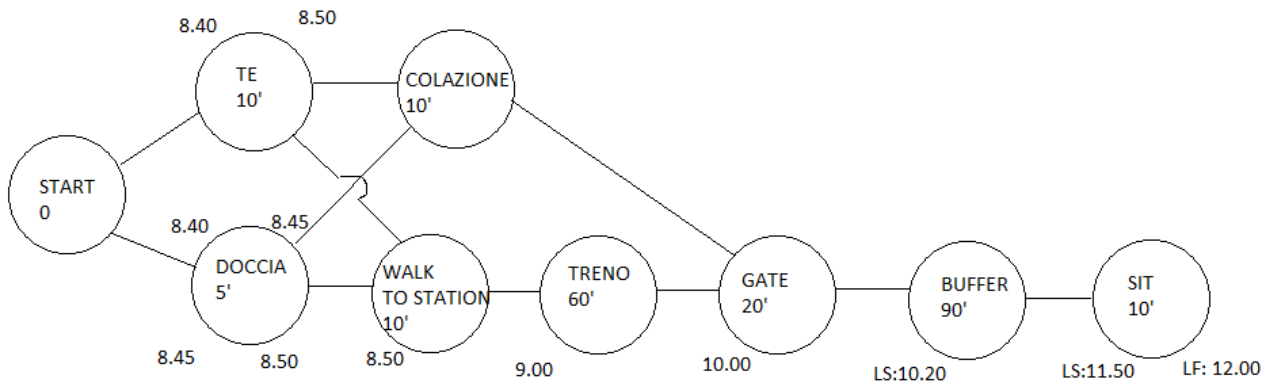 8.40
8.50
TE
10'
COLAZIONE
10'
START
0
8.40
8.45
DOCCIA
5'
WALK
TO STATION
10'
TRENO
60'
GATE
20'
BUFFER
90'
SIT
10'
8.45
8.50
8.50
9.00
10.00
LS:10.20
LS:11.50
LF: 12.00